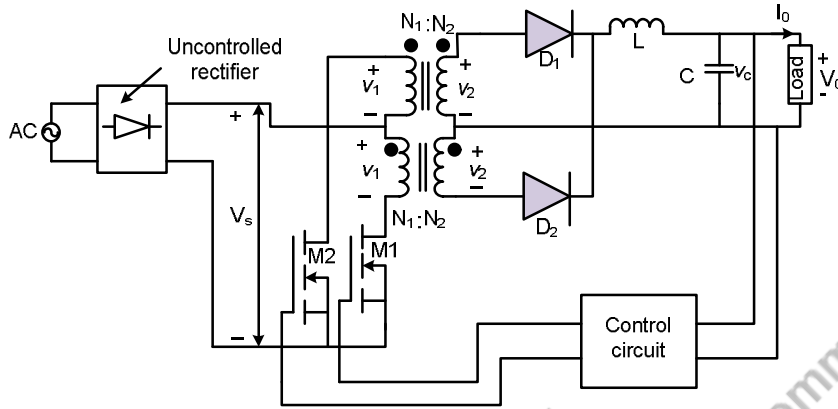 N1:N2
I0
Uncontrolled
rectifier
D1
L
AC
+
v1
−
+
v2
−
C
vc
Load
+
V0
-
+
Vs
−
+
v1
−
+
v2
−
N1:N2
D2
M2
M1
Control
circuit